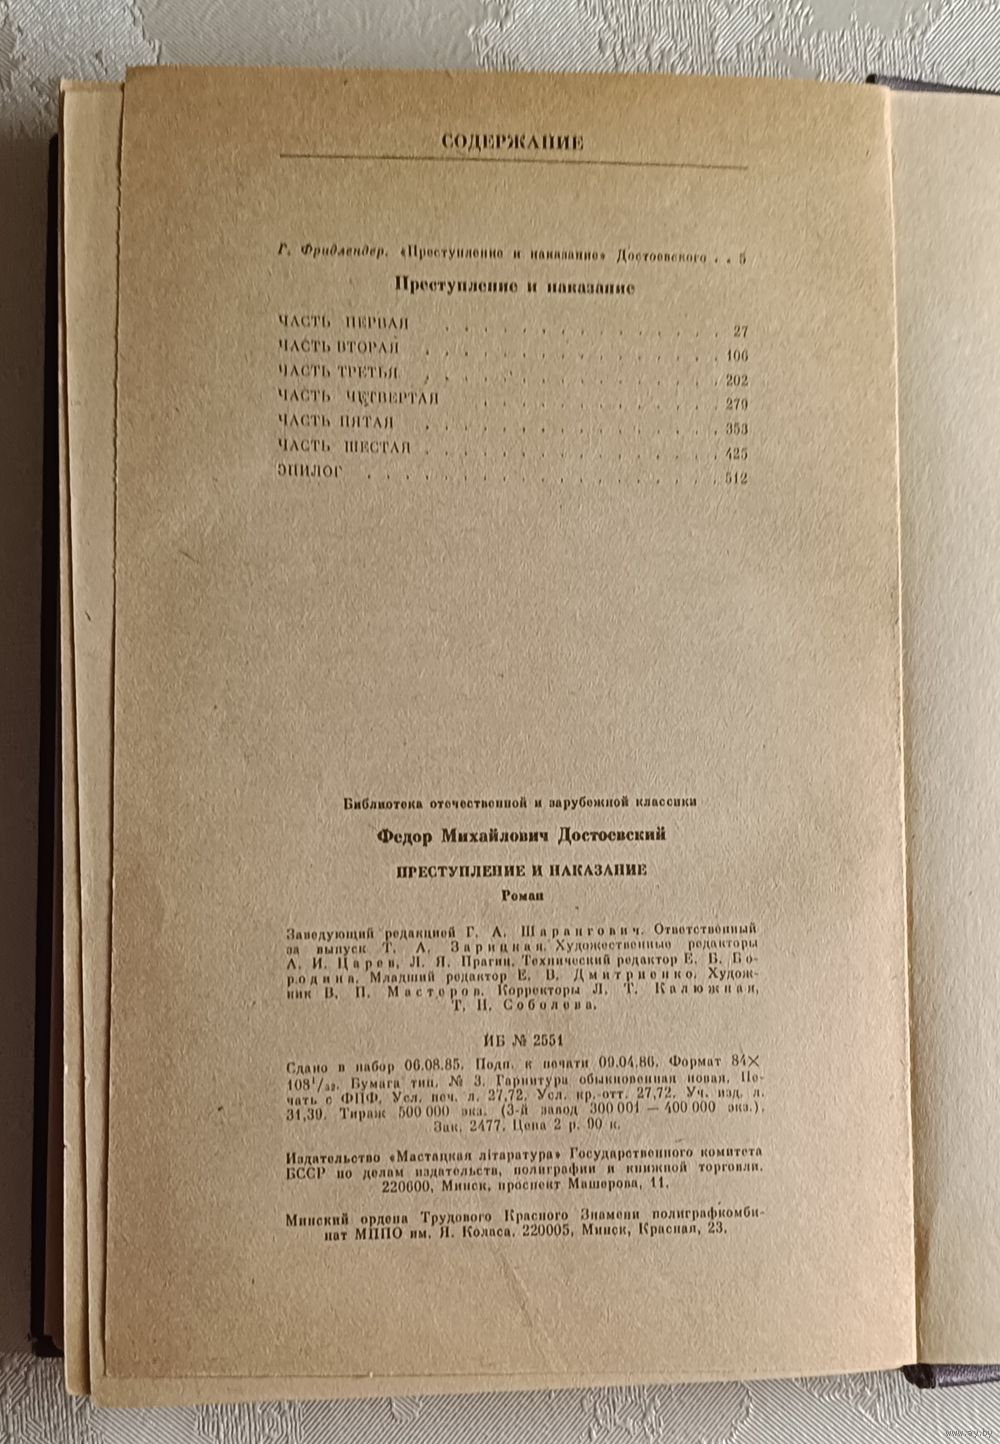 СОДЕРЖАНИЕ
Г. Фридлендер. «Преступление и наказание» Достоевского . . 5
Преступление и наказание
ЧАСТЬ ПЕРВАЯ . . . . . . . . . . . . . . . 27
ЧАСТЬ ВТОРАЯ . . . . . . . . . . . . . . . . 106
ЧАСТЬ ТРЕТЬЯ . . . . . . . . . . . . . . . . 202
ЧАСТЬ ЧЕТВЕРТАЯ . . . . . . . . . . . . . 279
ЧАСТЬ ПЯТАЯ . . . . . . . . . . . . . . . . 353
ЧАСТЬ ШЕСТАЯ . . . . . . . . . . . . . . . . 425
ЭПИЛОГ . . . . . . . . . . . . . . . . . . . 512
Библиотека отечественной и зарубежной классики
Федор Михайлович Достоевский
ПРЕСТУПЛЕНИЕ И НАКАЗАНИЕ
Роман
Заведующий редакцией Г. А. Шарангович. Ответственный
за выпуск Т. А. Зарицкая. Художественные редакторы
А. И. Царев, Л. Я. Прагин. Технический редактор Е. В. Бо-
родина. Младший редактор Е. В. Дмитриенко. Худож-
ник В. П. Мастеров. Корректоры Л. Т. Калюжная,
Т. Н. Соболева.
ИБ № 2551
Сдано в набор 06.08.85. Подп. к печати 09.04.86. Формат 84×
108¹/₃₂. Бумага тип. № 3. Гарнитура обыкновенная новая. Пе-
чать с ФПФ. Усл. печ. л. 27,72. Усл. кр.-отт. 27,72. Уч. изд. л.
31,39. Тираж 500 000 экз. (3-й завод 300 001 — 400 000 экз.).
Зак. 2477. Цена 2 р. 90 к.
Издательство «Мастацкая літаратура» Государственного комитета
БССР по делам издательств, полиграфии и книжной торговли.
220600, Минск, проспект Машерова, 11.
Минский ордена Трудового Красного Знамени полиграфкомби-
нат МППО им. Я. Коласа. 220005, Минск, Красная, 23.
www.ay.by